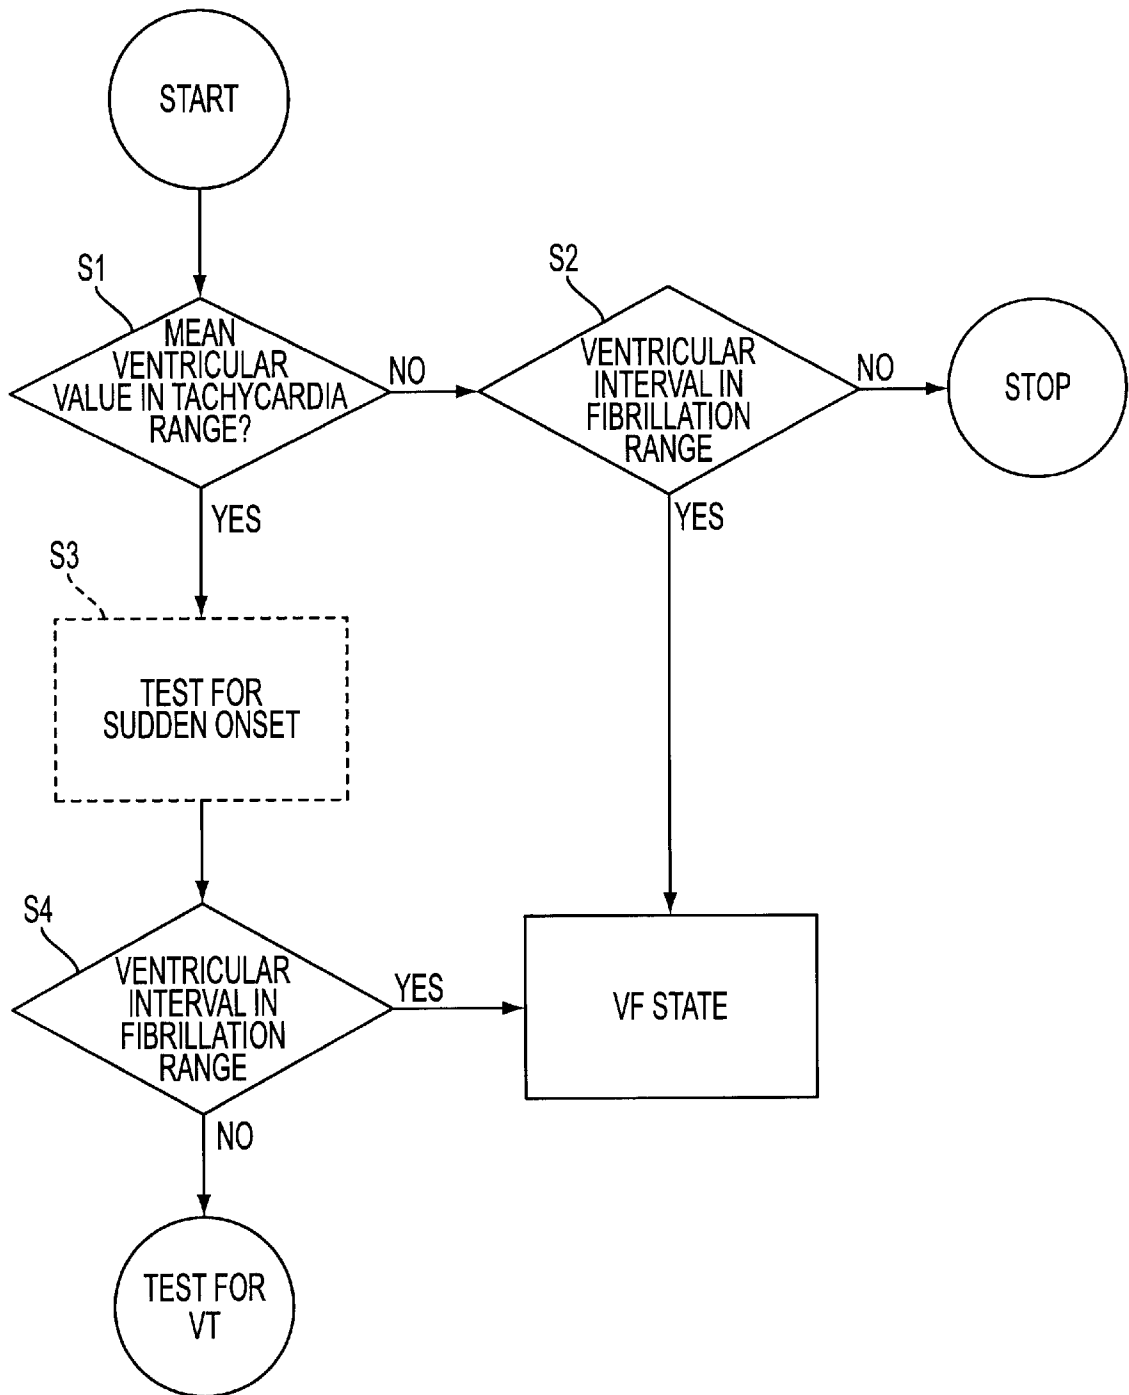 START
S1
MEAN
VENTRICULAR
VALUE IN TACHYCARDIA
RANGE?
NO
S2
VENTRICULAR
INTERVAL IN
FIBRILLATION
RANGE
NO
STOP
YES
YES
S3
TEST FOR
SUDDEN ONSET
S4
VENTRICULAR
INTERVAL IN
FIBRILLATION
RANGE
YES
VF STATE
NO
TEST FOR
VT